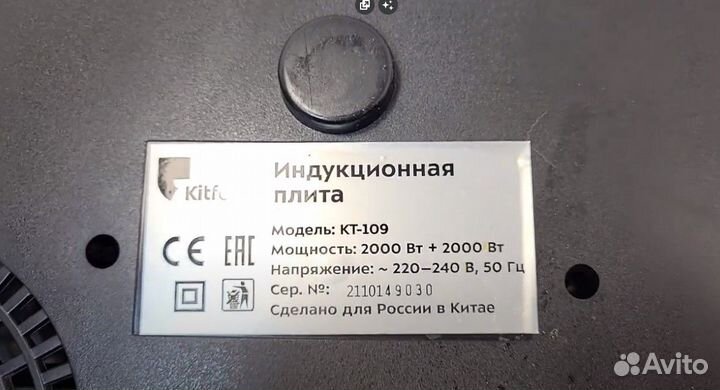 Индукционная
плита
Kitf
Модель: КТ-109
Мощность: 2000 Вт + 2000 Вт
Напряжение: ~ 220–240 В, 50 Гц
Сер. №: 2110149030
Сделано для России в Китае
CE EAC
Avito